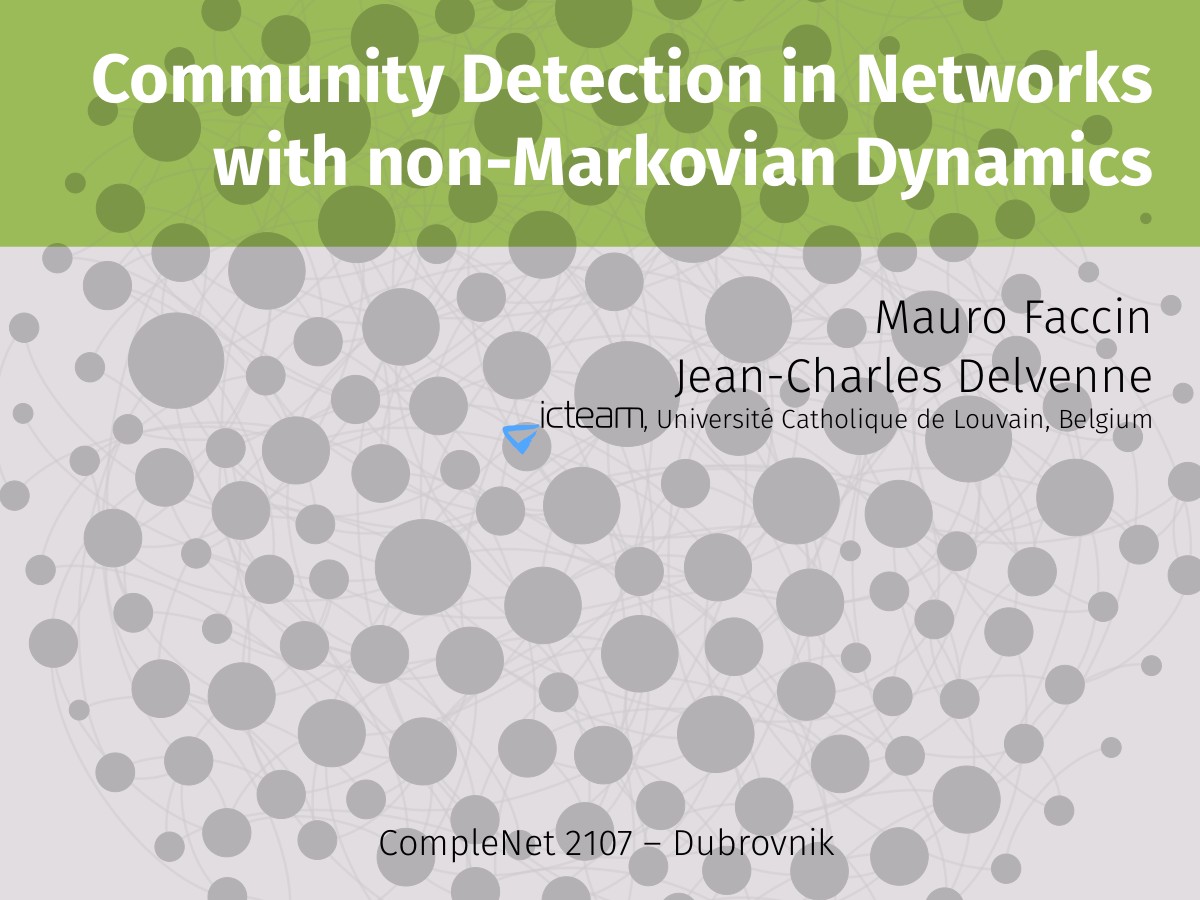 Community Detection in Networks
with non-Markovian Dynamics
Mauro Faccin
Jean-Charles Delvenne
icteam, Université Catholique de Louvain, Belgium
CompleNet 2107 – Dubrovnik